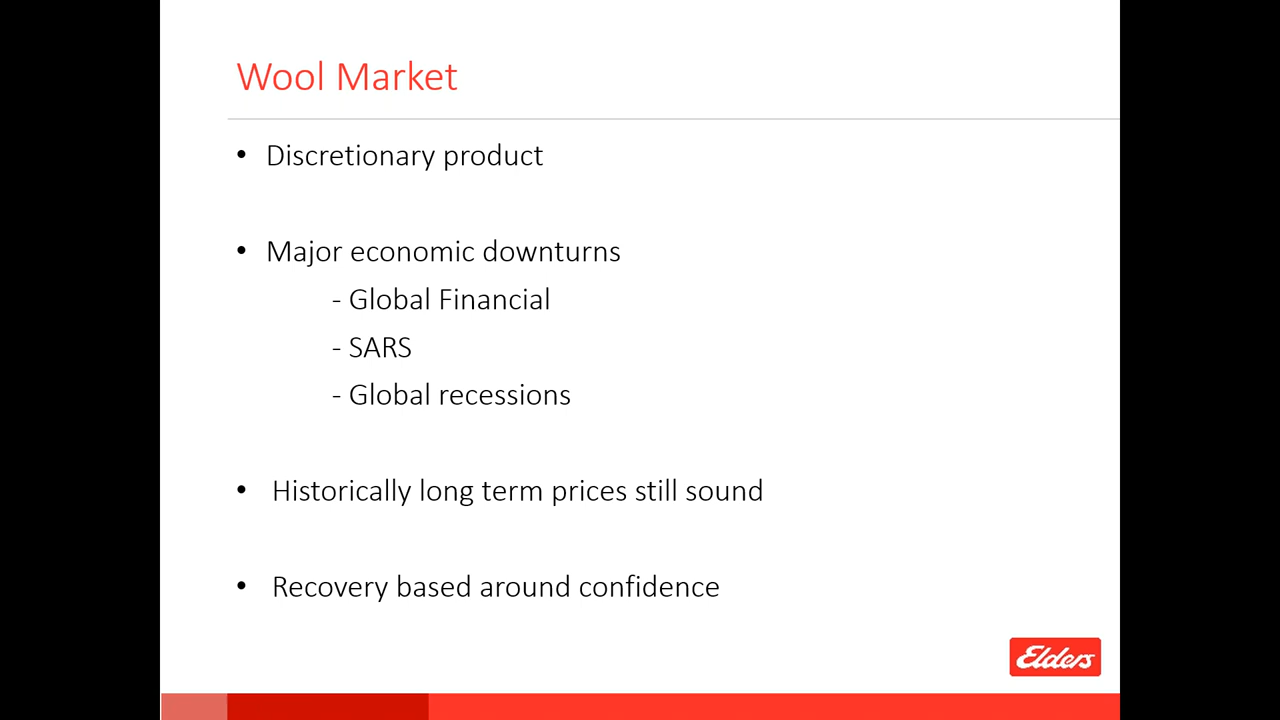 Wool Market
• Discretionary product
• Major economic downturns
- Global Financial
- SARS
- Global recessions
• Historically long term prices still sound
• Recovery based around confidence
Elders